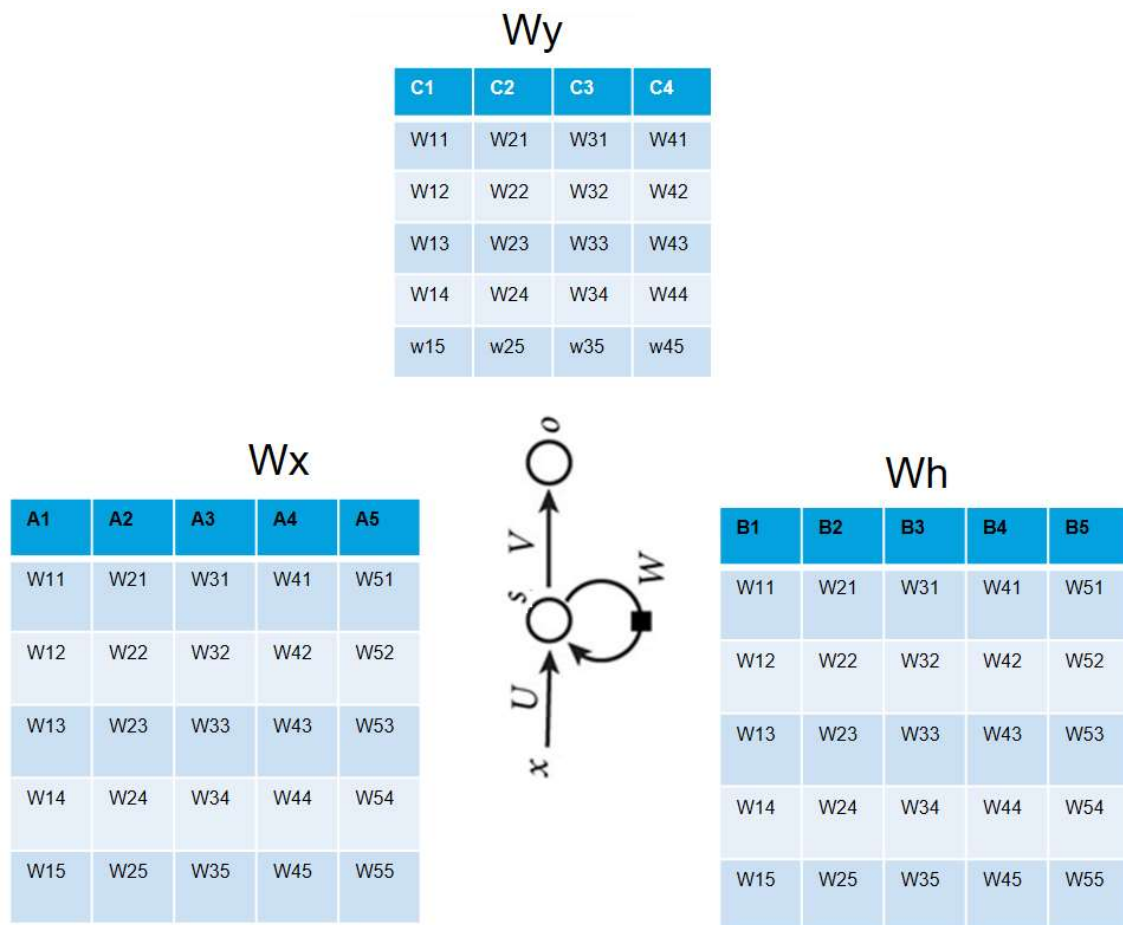 Wy
C1 C2 C3 C4
W11 W21 W31 W41
W12 W22 W32 W42
W13 W23 W33 W43
W14 W24 W34 W44
w15 w25 w35 w45
Wx
A1 A2 A3 A4 A5
W11 W21 W31 W41 W51
W12 W22 W32 W42 W52
W13 W23 W33 W43 W53
W14 W24 W34 W44 W54
W15 W25 W35 W45 W55
o
V
W
s
U
x
Wh
B1 B2 B3 B4 B5
W11 W21 W31 W41 W51
W12 W22 W32 W42 W52
W13 W23 W33 W43 W53
W14 W24 W34 W44 W54
W15 W25 W35 W45 W55